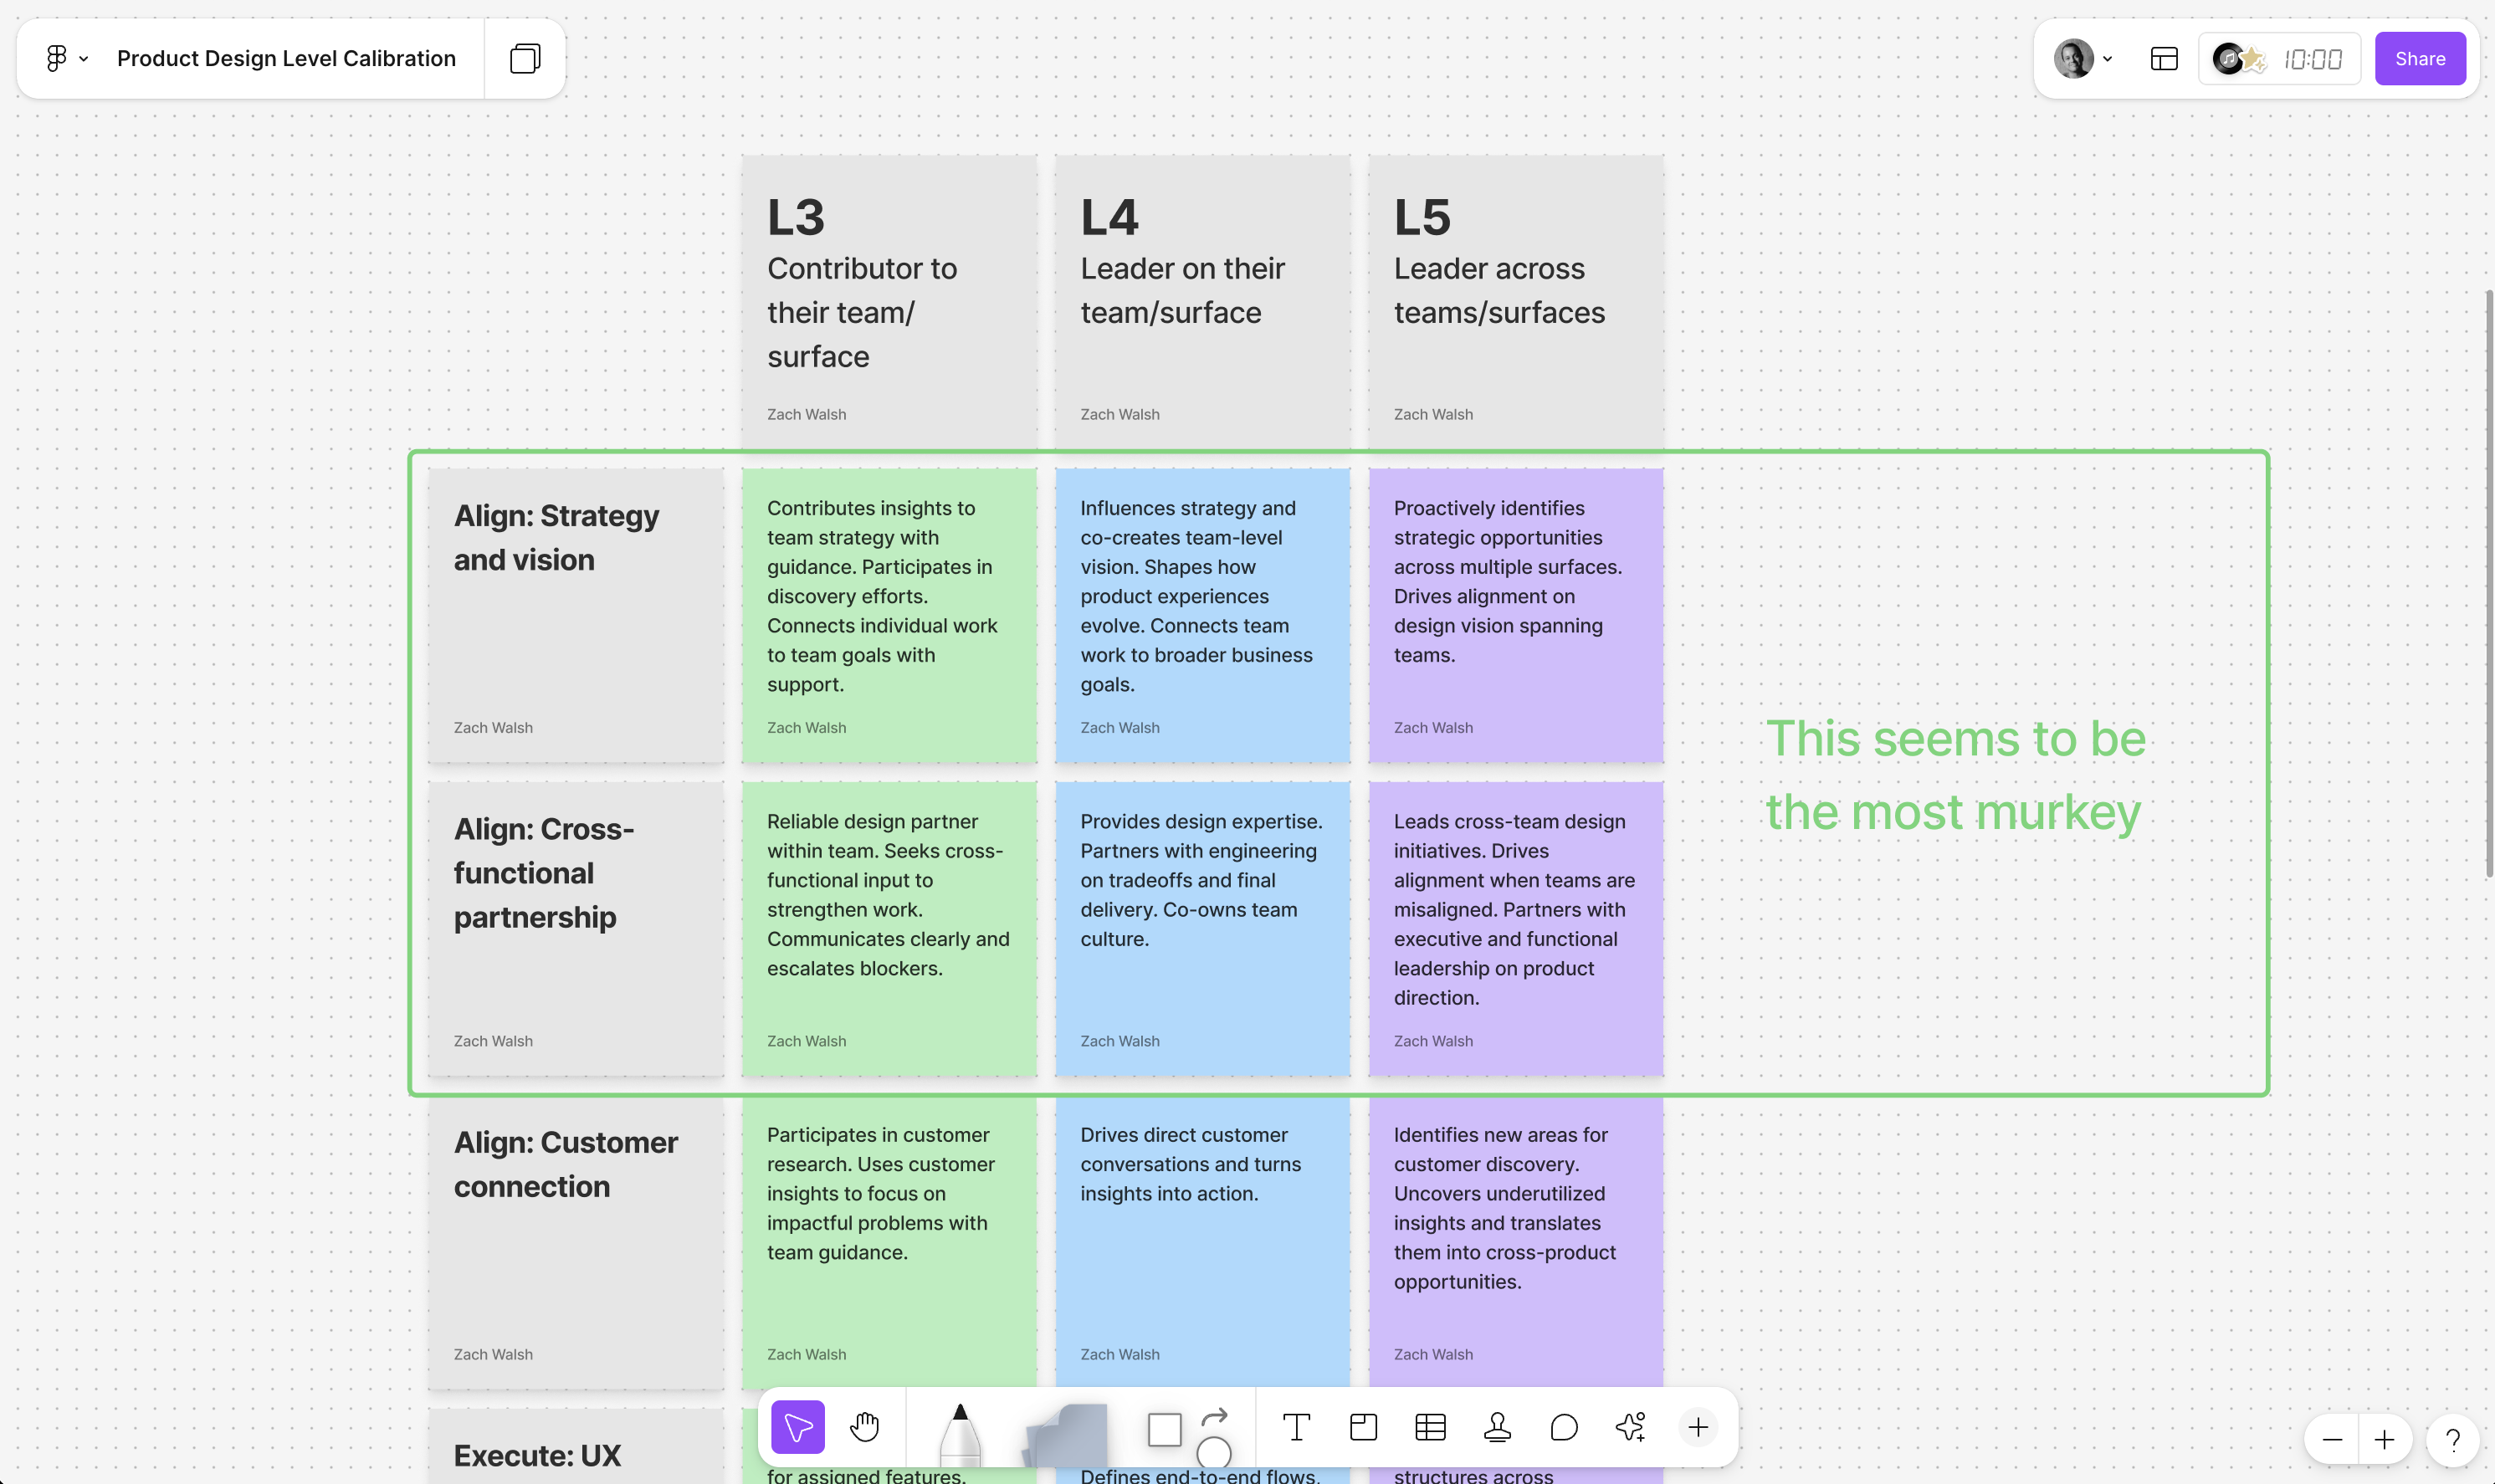 Product Design Level Calibration
10:00
Share
L3
Contributor to
their team/
surface
Zach Walsh
L4
Leader on their
team/surface
Zach Walsh
L5
Leader across
teams/surfaces
Zach Walsh
Align: Strategy
and vision
Zach Walsh
Contributes insights to
team strategy with
guidance. Participates in
discovery efforts.
Connects individual work
to team goals with
support.
Zach Walsh
Influences strategy and
co-creates team-level
vision. Shapes how
product experiences
evolve. Connects team
work to broader business
goals.
Zach Walsh
Proactively identifies
strategic opportunities
across multiple surfaces.
Drives alignment on
design vision spanning
teams.
Zach Walsh
This seems to be
the most murkey
Align: Cross-
functional
partnership
Zach Walsh
Reliable design partner
within team. Seeks cross-
functional input to
strengthen work.
Communicates clearly and
escalates blockers.
Zach Walsh
Provides design expertise.
Partners with engineering
on tradeoffs and final
delivery. Co-owns team
culture.
Zach Walsh
Leads cross-team design
initiatives. Drives
alignment when teams are
misaligned. Partners with
executive and functional
leadership on product
direction.
Zach Walsh
Align: Customer
connection
Zach Walsh
Participates in customer
research. Uses customer
insights to focus on
impactful problems with
team guidance.
Zach Walsh
Drives direct customer
conversations and turns
insights into action.
Zach Walsh
Identifies new areas for
customer discovery.
Uncovers underutilized
insights and translates
them into cross-product
opportunities.
Zach Walsh
Execute: UX
for assigned features.
Defines end-to-end flows,
structures across